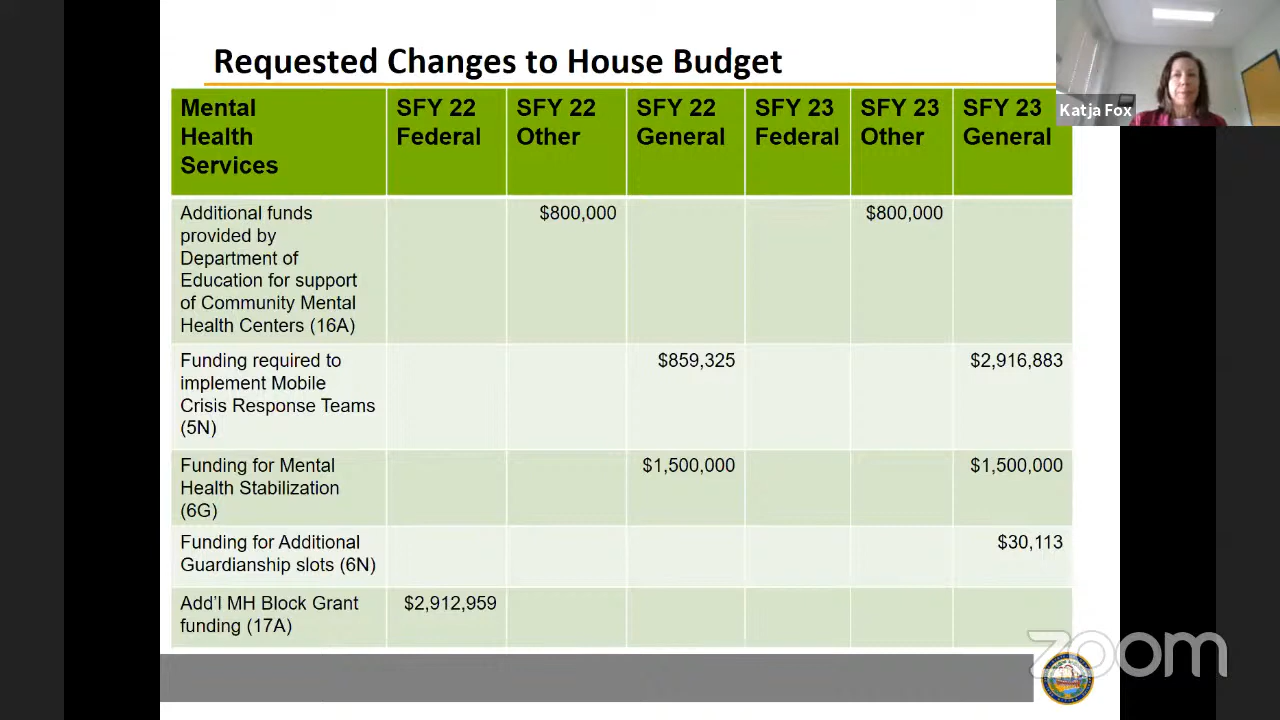 Requested Changes to House Budget
Mental
Health
Services
SFY 22
Federal
SFY 22
Other
SFY 22
General
SFY 23
Federal
SFY 23
Other
SFY 23
General
Additional funds
provided by
Department of
Education for support
of Community Mental
Health Centers (16A)
$800,000
$800,000
Funding required to
implement Mobile
Crisis Response Teams
(5N)
$859,325
$2,916,883
Funding for Mental
Health Stabilization
(6G)
$1,500,000
$1,500,000
Funding for Additional
Guardianship slots (6N)
$30,113
Add’l MH Block Grant
funding (17A)
$2,912,959
Katja Fox
zoom